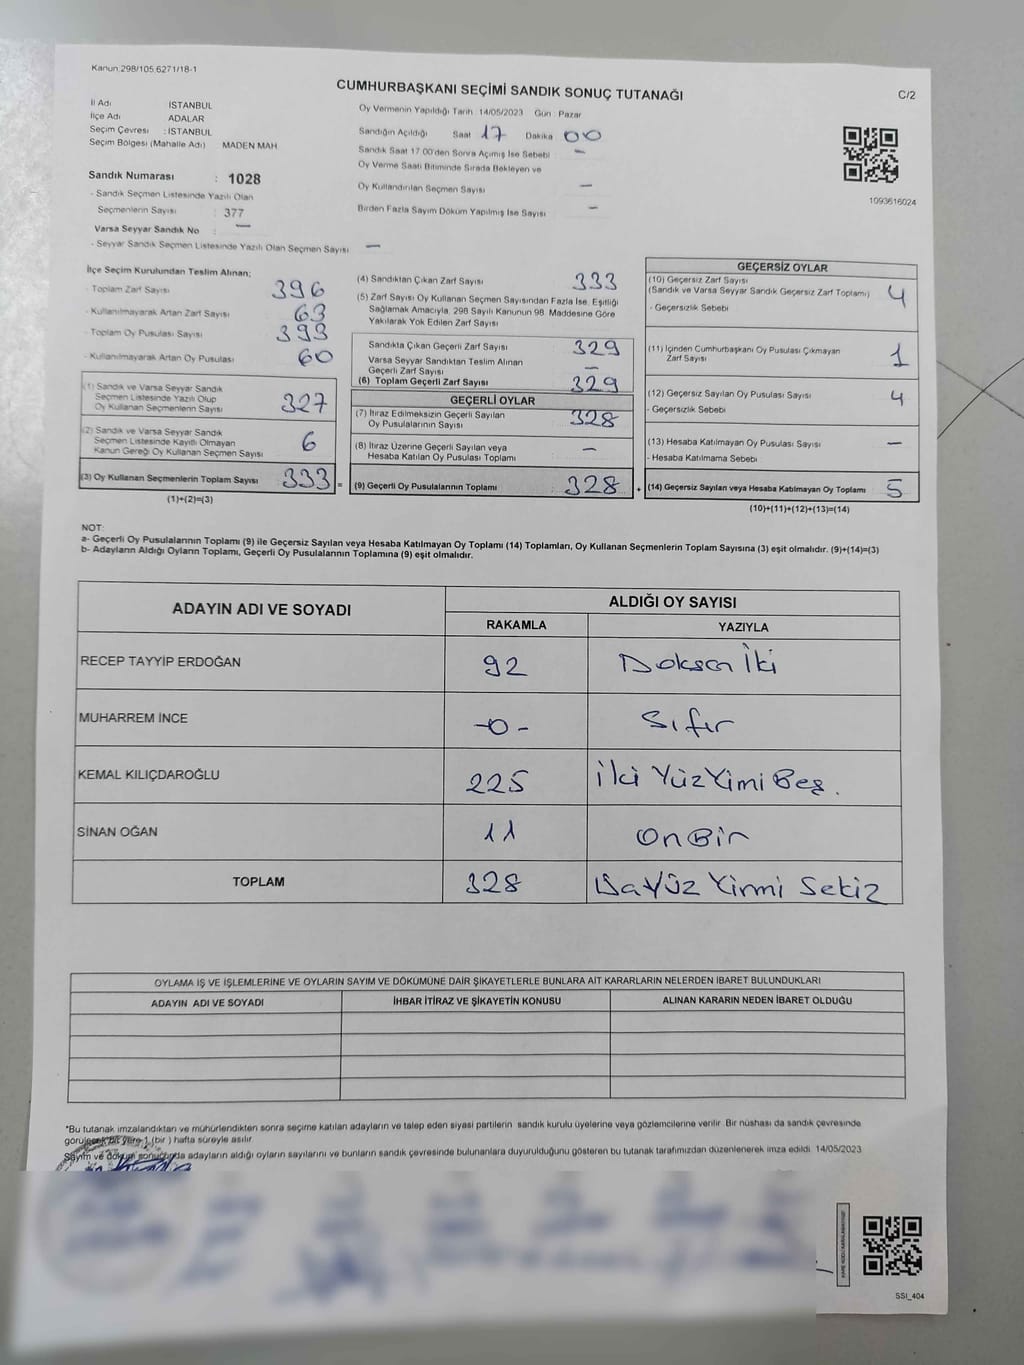 Kanun:298/105.6271/18-1
CUMHURBAŞKANI SEÇİMİ SANDIK SONUÇ TUTANAĞI
C/2
İl Adı İSTANBUL
İlçe Adı ADALAR
Seçim Çevresi : İSTANBUL
Seçim Bölgesi (Mahalle Adı) MADEN MAH.
Sandık Numarası : 1028
- Sandık Seçmen Listesinde Yazılı Olan
Seçmenlerin Sayısı : 377
Varsa Seyyar Sandık No : —
- Seyyar Sandık Seçmen Listesinde Yazılı Olan Seçmen Sayısı —
Oy Vermenin Yapıldığı Tarih : 14/05/2023 Gün : Pazar
Sandığın Açıldığı Saat 17 Dakika 00
Sandık Saat 17:00'den Sonra Açımış İse Sebebi —
Oy Verme Saati Bitiminde Sırada Bekleyen ve
Oy Kullandırılan Seçmen Sayısı —
Birden Fazla Sayım Döküm Yapılmış İse Sayısı —
1093616024
İlçe Seçim Kurulundan Teslim Alınan:
- Toplam Zarf Sayısı 396
- Kullanılmayarak Artan Zarf Sayısı 63
- Toplam Oy Pusulası Sayısı 393
- Kullanılmayarak Artan Oy Pusulası 60
(1) Sandık ve Varsa Seyyar Sandık
Seçmen Listesinde Yazılı Olup
Oy Kullanan Seçmenlerin Sayısı 327
(2) Sandık ve Varsa Seyyar Sandık
Seçmen Listesinde Kayıtlı Olmayan
Kanun Gereği Oy Kullanan Seçmen Sayısı 6
(3) Oy Kullanan Seçmenlerin Toplam Sayısı 333 =
(1)+(2)=(3)
(4) Sandıktan Çıkan Zarf Sayısı 333
(5) Zarf Sayısı Oy Kullanan Seçmen Sayısından Fazla İse, Eşitliği
Sağlamak Amacıyla, 298 Sayılı Kanunun 98. Maddesine Göre
Yakılarak Yok Edilen Zarf Sayısı
Sandıkta Çıkan Geçerli Zarf Sayısı 329
Varsa Seyyar Sandıktan Teslim Alınan
Geçerli Zarf Sayısı —
(6) Toplam Geçerli Zarf Sayısı 329
GEÇERLİ OYLAR
(7) İtiraz Edilmeksizin Geçerli Sayılan
Oy Pusulalarının Sayısı 328
(8) İtiraz Üzerine Geçerli Sayılan veya
Hesaba Katılan Oy Pusulası Toplamı —
(9) Geçerli Oy Pusulalarının Toplamı 328 +
GEÇERSİZ OYLAR
(10) Geçersiz Zarf Sayısı
(Sandık ve Varsa Seyyar Sandık Geçersiz Zarf Toplamı) 4
- Geçersizlik Sebebi
(11) İçinden Cumhurbaşkanı Oy Pusulası Çıkmayan
Zarf Sayısı 1
(12) Geçersiz Sayılan Oy Pusulası Sayısı 4
- Geçersizlik Sebebi
(13) Hesaba Katılmayan Oy Pusulası Sayısı —
- Hesaba Katılmama Sebebi
(14) Geçersiz Sayılan veya Hesaba Katılmayan Oy Toplamı 5
(10)+(11)+(12)+(13)=(14)
NOT:
a- Geçerli Oy Pusulalarının Toplamı (9) ile Geçersiz Sayılan veya Hesaba Katılmayan Oy Toplamı (14) Toplamları, Oy Kullanan Seçmenlerin Toplam Sayısına (3) eşit olmalıdır. (9)+(14)=(3)
b- Adayların Aldığı Oyların Toplamı, Geçerli Oy Pusulalarının Toplamına (9) eşit olmalıdır.
ADAYIN ADI VE SOYADI ALDIĞI OY SAYISI
RAKAMLA YAZIYLA
RECEP TAYYİP ERDOĞAN 92 Doksan İki
MUHARREM İNCE -0- Sıfır
KEMAL KILIÇDAROĞLU 225 İki Yüz Yimi Beş.
SİNAN OĞAN 11 On Bir
TOPLAM 328 Yüz Yirmi Sekiz
OYLAMA İŞ VE İŞLEMLERİNE VE OYLARIN SAYIM VE DÖKÜMÜNE DAİR ŞİKAYETLERLE BUNLARA AİT KARARLARIN NELERDEN İBARET BULUNDUKLARI
ADAYIN ADI VE SOYADI İHBAR İTİRAZ VE ŞİKAYETİN KONUSU ALINAN KARARIN NEDEN İBARET OLDUĞU
*Bu tutanak imzalandıktan ve mühürlendikten sonra seçime katılan adayların ve talep eden siyasi partilerin sandık kurulu üyelerine veya gözlemcilerine verilir. Bir nüshası da sandık çevresinde
görülecek bir yere 1 (bir ) hafta süreyle asılır
Sayım ve döküm sonucunda adayların aldığı oyların sayılarını ve bunların sandık çevresinde bulunanlara duyurulduğunu gösteren bu tutanak tarafımızdan düzenlenerek imza edildi. 14/05/2023
SSI_404